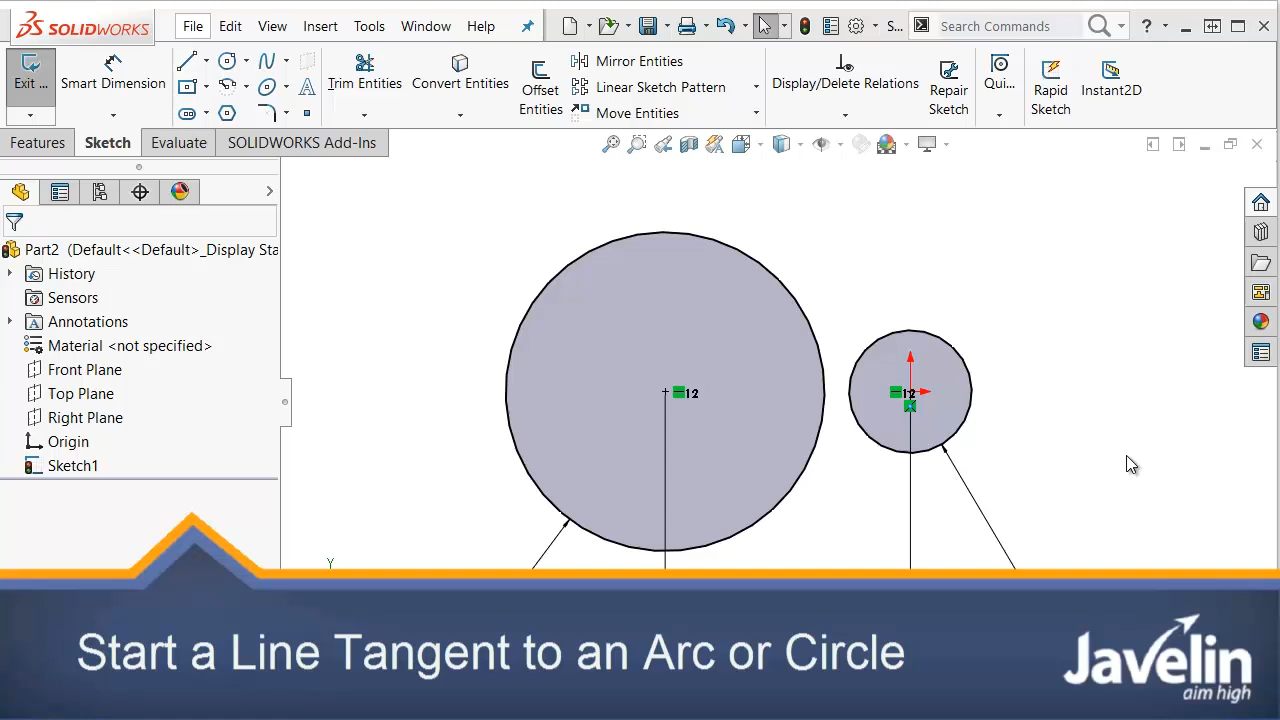 SOLIDWORKS File Edit View Insert Tools Window Help S... Search Commands ?
Exit ... Smart Dimension Trim Entities Convert Entities Offset Entities Mirror Entities Display/Delete Relations Repair Sketch Qui... Rapid Sketch Instant2D
Linear Sketch Pattern
Move Entities
Features Sketch Evaluate SOLIDWORKS Add-Ins
Part2 (Default<<Default>_Display Sta
History
Sensors
Annotations
Material <not specified>
Front Plane
Top Plane
Right Plane
Origin
Sketch1
12
12
Y
Start a Line Tangent to an Arc or Circle
Javelin
aim high